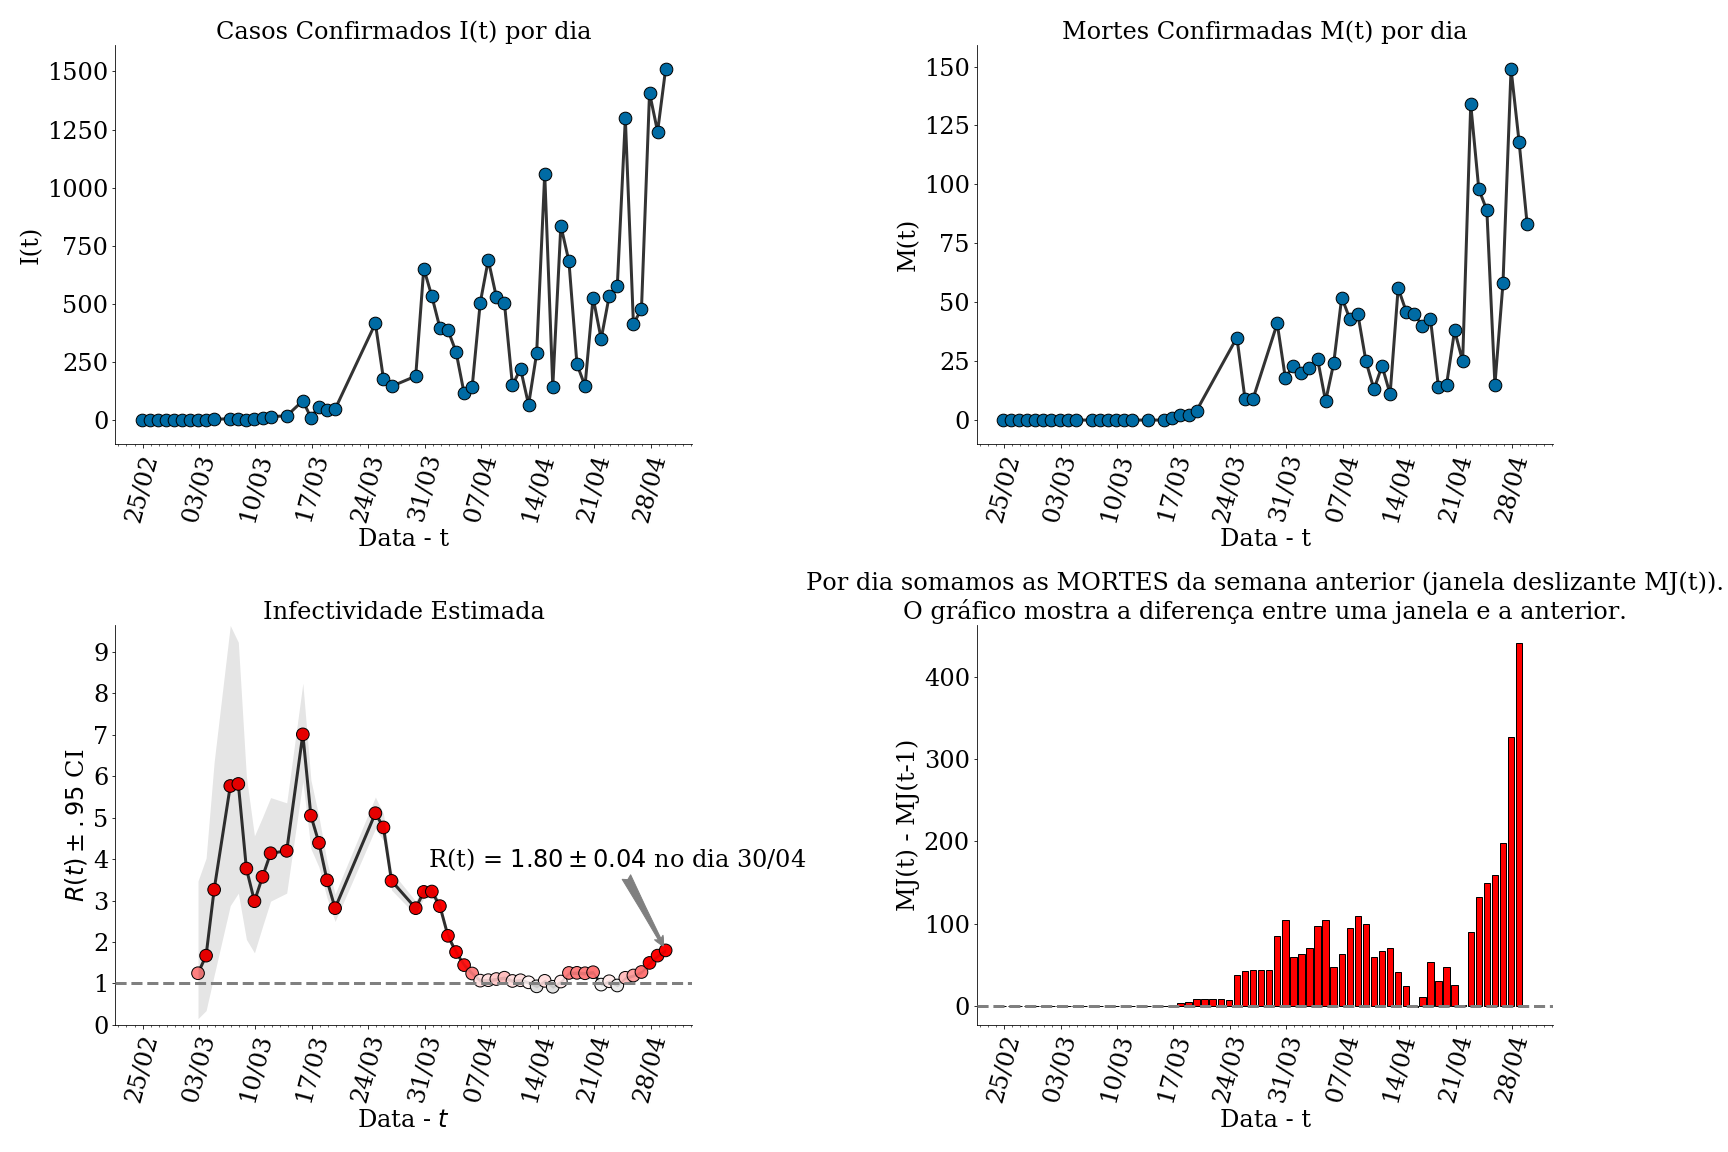 Casos Confirmados I(t) por dia
I(t)
1500
1250
1000
750
500
250
0
25/02 03/03 10/03 17/03 24/03 31/03 07/04 14/04 21/04 28/04
Data - t
Mortes Confirmadas M(t) por dia
M(t)
150
125
100
75
50
25
0
25/02 03/03 10/03 17/03 24/03 31/03 07/04 14/04 21/04 28/04
Data - t
Infectividade Estimada
R(t) ± .95 CI
9
8
7
6
5
4
3
2
1
0
R(t) = 1.80 ± 0.04 no dia 30/04
25/02 03/03 10/03 17/03 24/03 31/03 07/04 14/04 21/04 28/04
Data - t
Por dia somamos as MORTES da semana anterior (janela deslizante MJ(t)).
O gráfico mostra a diferença entre uma janela e a anterior.
MJ(t) - MJ(t-1)
400
300
200
100
0
25/02 03/03 10/03 17/03 24/03 31/03 07/04 14/04 21/04 28/04
Data - t